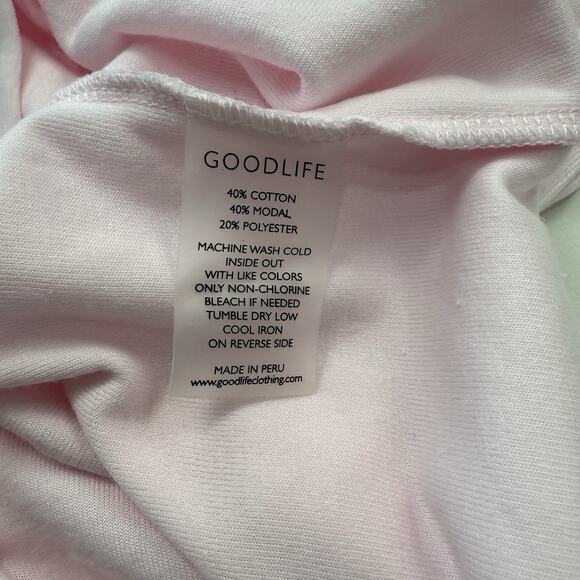 GOODLIFE
40% COTTON
40% MODAL
20% POLYESTER
MACHINE WASH COLD
INSIDE OUT
WITH LIKE COLORS
ONLY NON-CHLORINE
BLEACH IF NEEDED
TUMBLE DRY LOW
COOL IRON
ON REVERSE SIDE
MADE IN PERU
www.goodlifeclothing.com